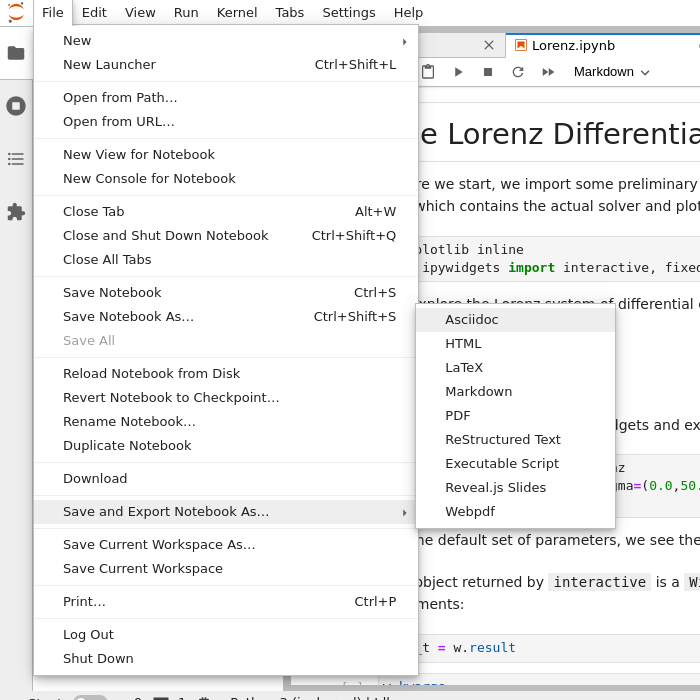 File Edit View Run Kernel Tabs Settings Help
New
New Launcher Ctrl+Shift+L
Open from Path…
Open from URL…
New View for Notebook
New Console for Notebook
Close Tab Alt+W
Close and Shut Down Notebook Ctrl+Shift+Q
Close All Tabs
Save Notebook Ctrl+S
Save Notebook As… Ctrl+Shift+S
Save All
Reload Notebook from Disk
Revert Notebook to Checkpoint…
Rename Notebook…
Duplicate Notebook
Download
Save and Export Notebook As…
Save Current Workspace As…
Save Current Workspace
Print… Ctrl+P
Log Out
Shut Down
Asciidoc
HTML
LaTeX
Markdown
PDF
ReStructured Text
Executable Script
Reveal.js Slides
Webpdf
Lorenz.ipynb
Markdown
e Lorenz Differentia
re we start, we import some preliminary
which contains the actual solver and plot
plotlib inline
ipywidgets import interactive, fixed
explore the Lorenz system of differential
dgets and ex
nz
gma=(0.0,50.
he default set of parameters, we see the
object returned by interactive is a Wi
ments:
_t = w.result